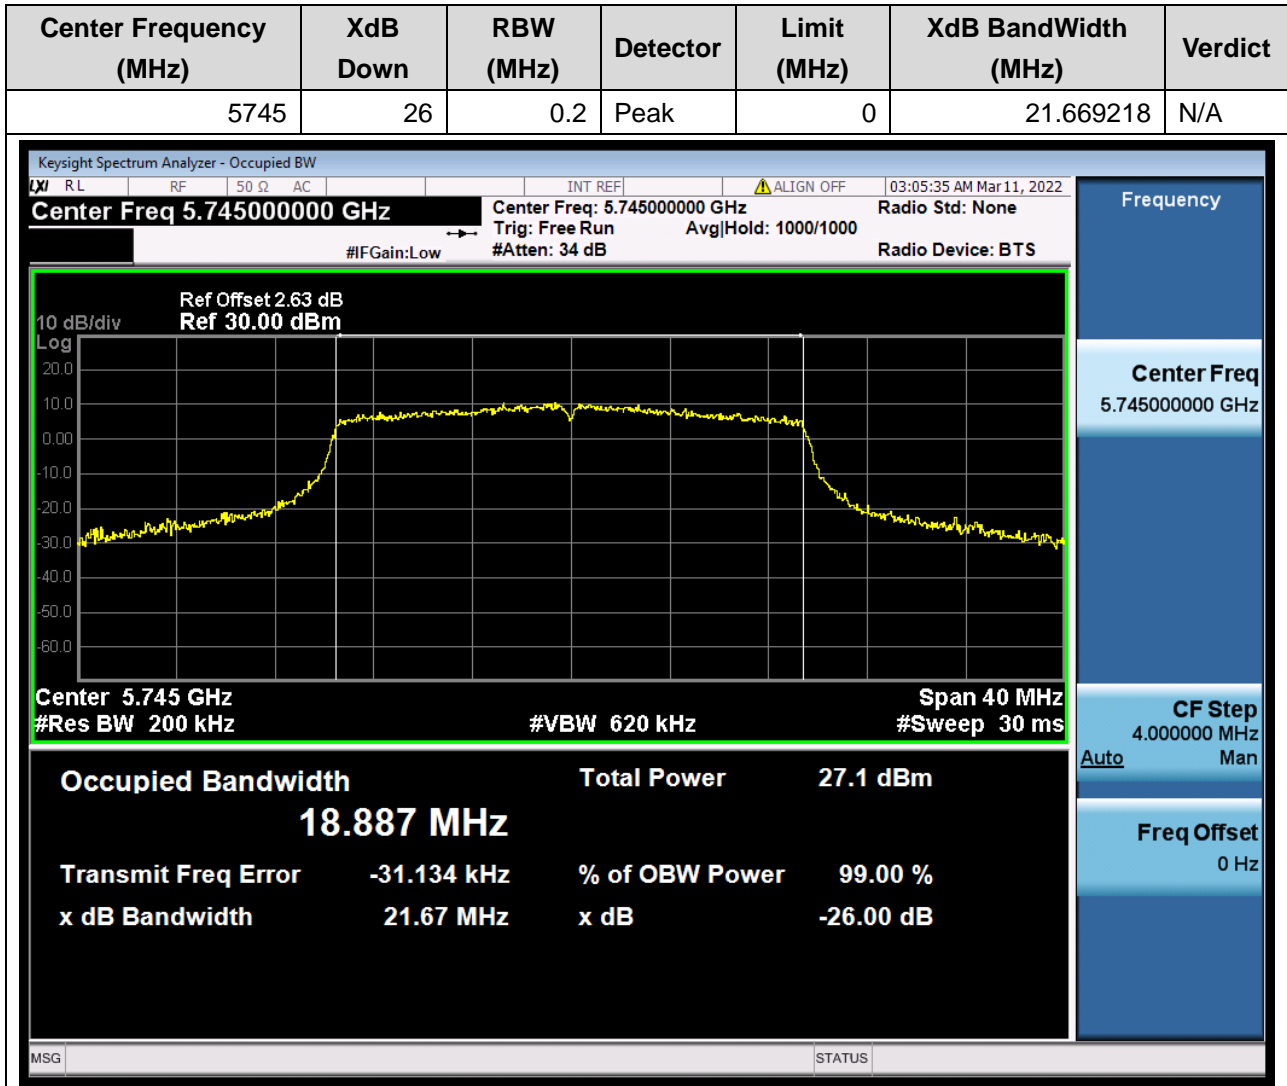 Center Frequency (MHz) XdB Down RBW (MHz) Detector Limit (MHz) XdB BandWidth (MHz) Verdict
5745 26 0.2 Peak 0 21.669218 N/A
Keysight Spectrum Analyzer - Occupied BW
LXI RL RF 50 Ω AC INT REF ALIGN OFF 03:05:35 AM Mar 11, 2022
Center Freq 5.745000000 GHz
Center Freq: 5.745000000 GHz Radio Std: None
Trig: Free Run Avg|Hold: 1000/1000
#IFGain:Low #Atten: 34 dB Radio Device: BTS
Ref Offset 2.63 dB
10 dB/div Ref 30.00 dBm
Log
20.0
10.0
0.00
-10.0
-20.0
-30.0
-40.0
-50.0
-60.0
Center 5.745 GHz Span 40 MHz
#Res BW 200 kHz #VBW 620 kHz #Sweep 30 ms
Occupied Bandwidth Total Power 27.1 dBm
18.887 MHz
Transmit Freq Error -31.134 kHz % of OBW Power 99.00 %
x dB Bandwidth 21.67 MHz x dB -26.00 dB
Frequency
Center Freq
5.745000000 GHz
CF Step
4.000000 MHz
Auto Man
Freq Offset
0 Hz
MSG STATUS